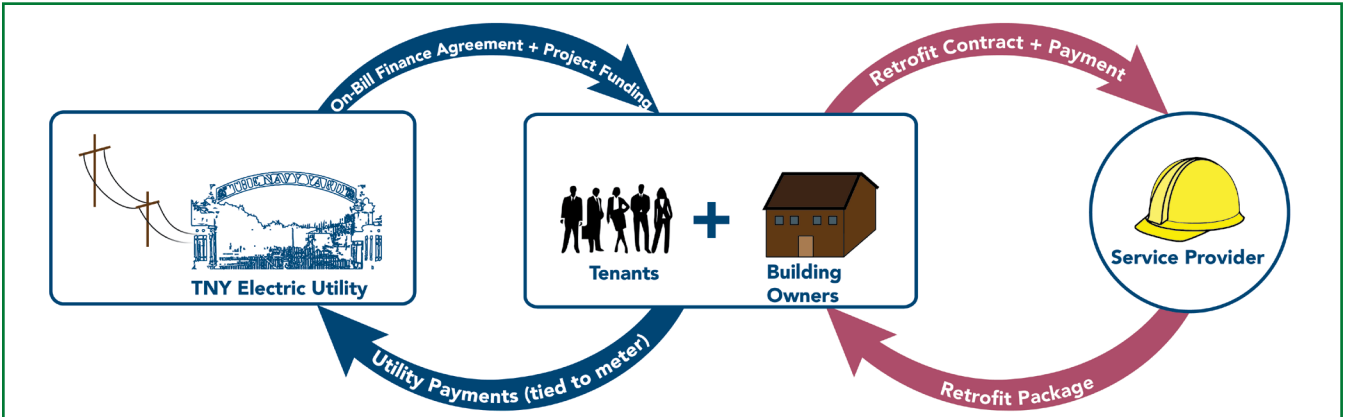 On-Bill Finance Agreement + Project Funding
Retrofit Contract + Payment
THE NAVY YARD
TNY Electric Utility
Tenants
+
Building
Owners
Service Provider
Utility Payments (tied to meter)
Retrofit Package